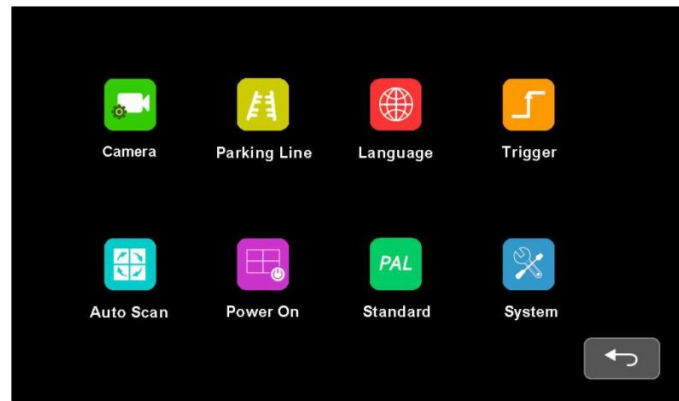 Camera
Parking Line
Language
Trigger
PAL
Auto Scan
Power On
Standard
System